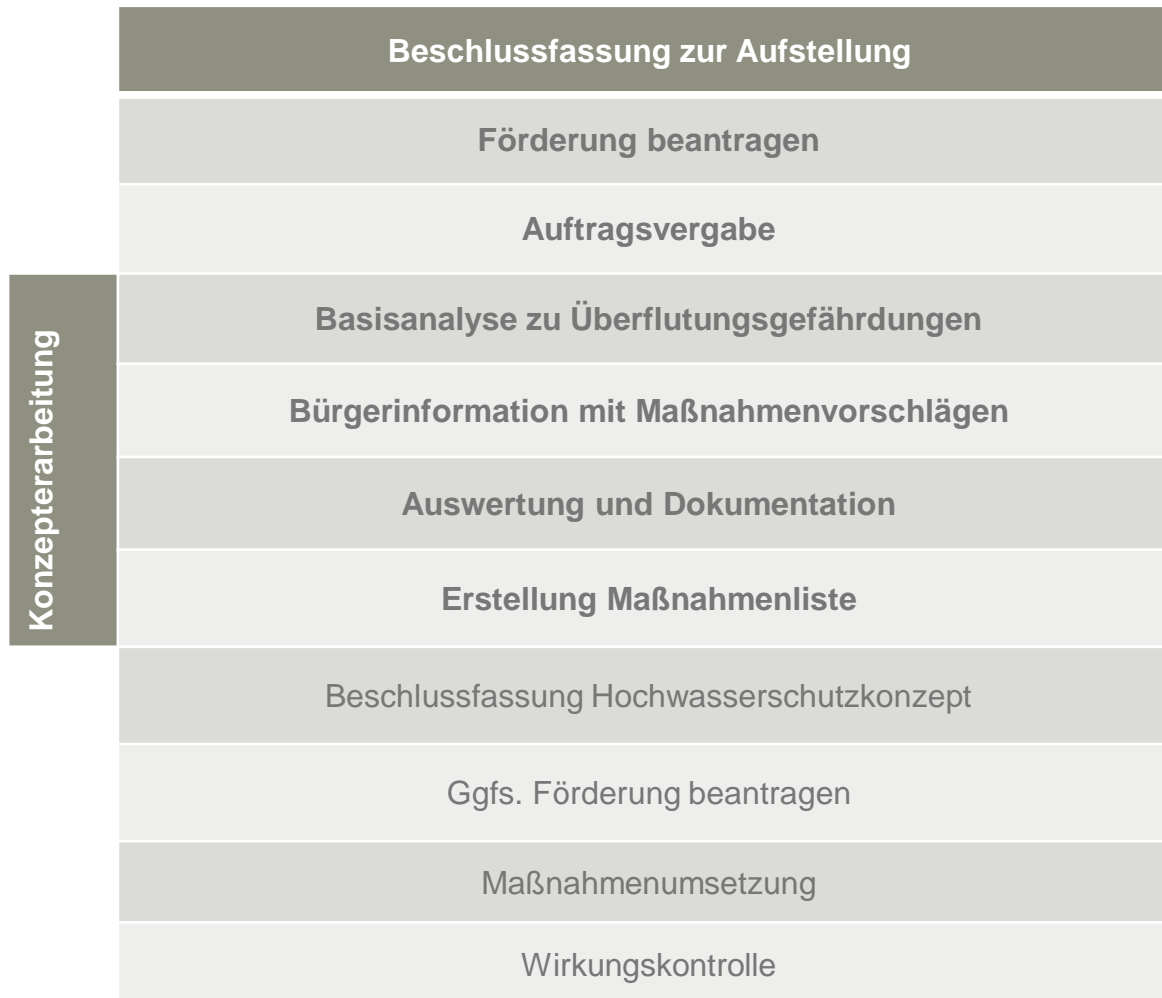 Beschlussfassung zur Aufstellung
Förderung beantragen
Auftragsvergabe
Konzepterarbeitung
Basisanalyse zu Überflutungsgefährdungen
Bürgerinformation mit Maßnahmenvorschlägen
Auswertung und Dokumentation
Erstellung Maßnahmenliste
Beschlussfassung Hochwasserschutzkonzept
Ggfs. Förderung beantragen
Maßnahmenumsetzung
Wirkungskontrolle